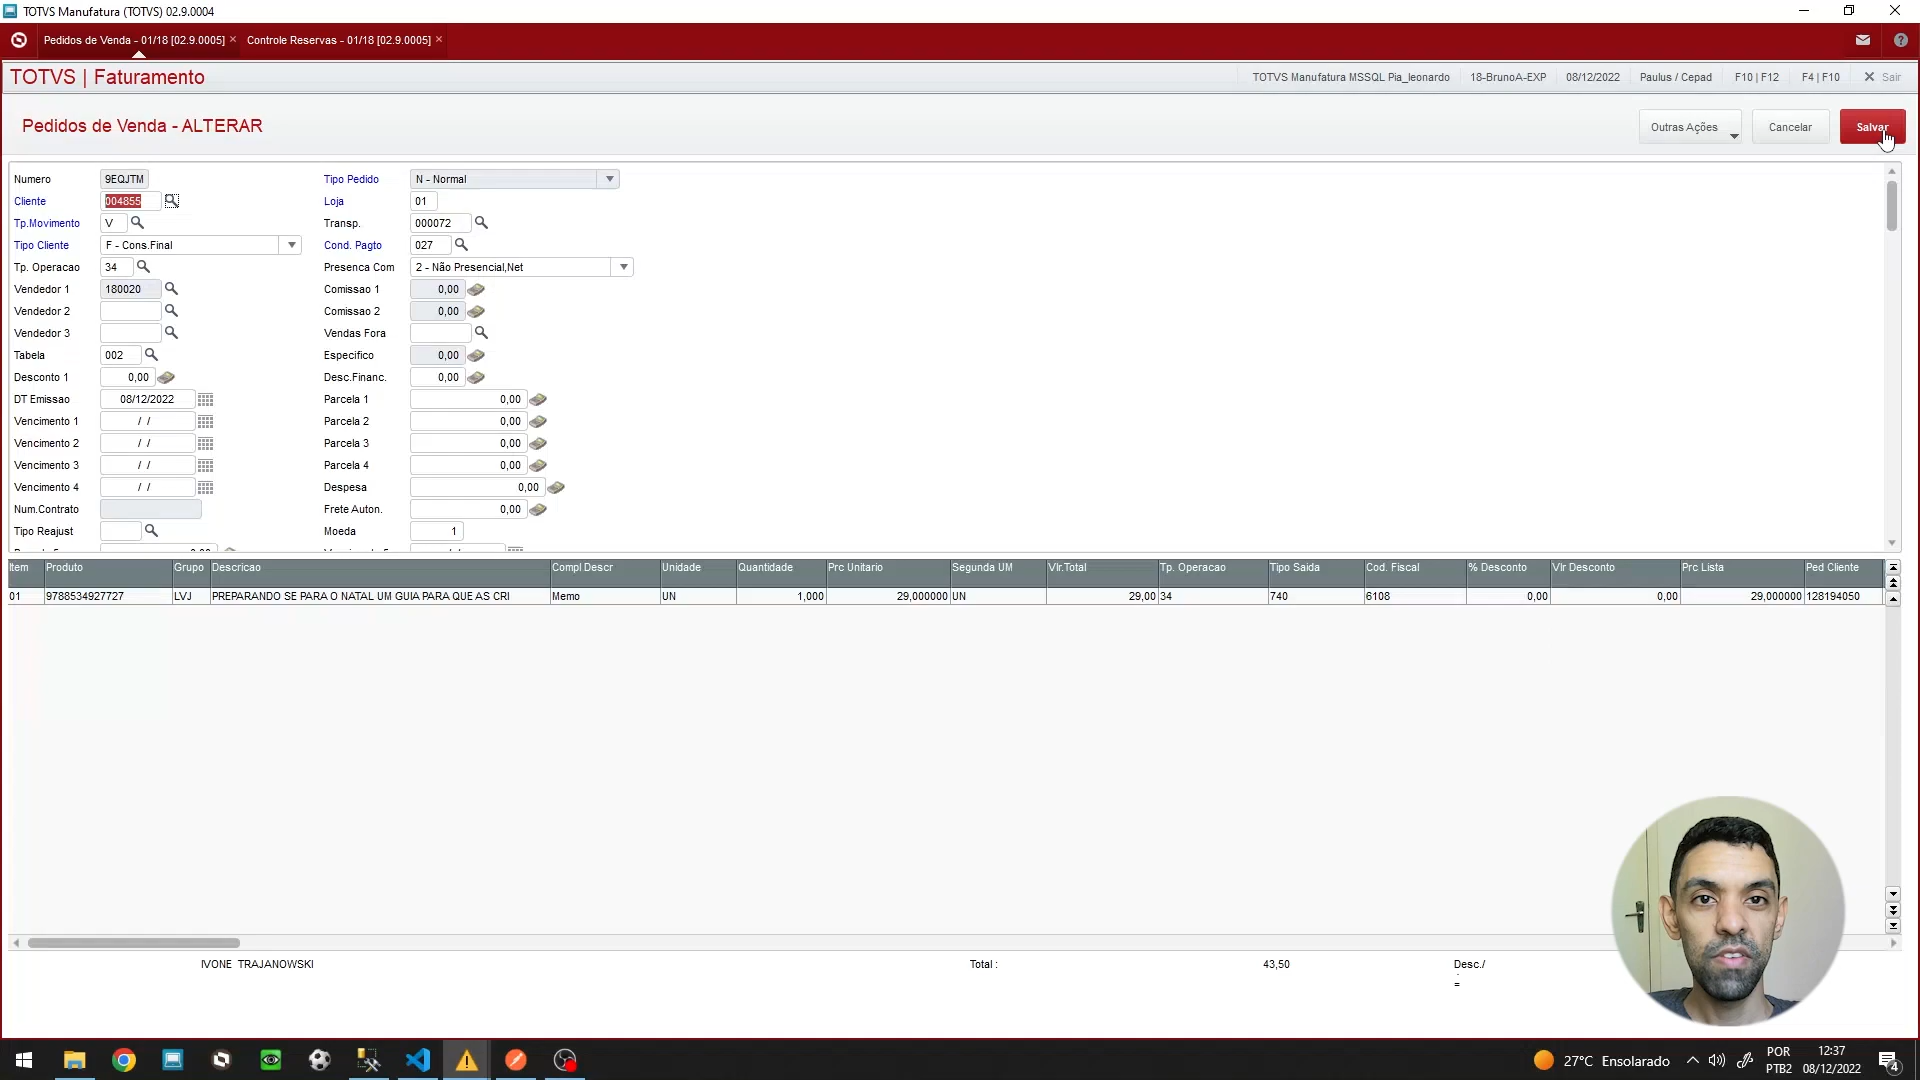 TOTVS Manufatura (TOTVS) 02.9.0004
Pedidos de Venda - 01/18 [02.9.0005] × Controle Reservas - 01/18 [02.9.0005] ×
TOTVS | Faturamento TOTVS Manufatura MSSQL Pia_leonardo 18-BrunoA-EXP 08/12/2022 Paulus / Cepad F10 | F12 F4 | F10 Sair
Pedidos de Venda - ALTERAR Outras Ações Cancelar Salvar
Numero 9EQJTM Tipo Pedido N - Normal
Cliente 004855 Loja 01
Tp.Movimento V Transp. 000072
Tipo Cliente F - Cons.Final Cond. Pagto 027
Tp. Operacao 34 Presenca Com 2 - Não Presencial,Net
Vendedor 1 180020 Comissao 1 0,00
Vendedor 2 Comissao 2 0,00
Vendedor 3 Vendas Fora
Tabela 002 Especifico 0,00
Desconto 1 0,00 Desc.Financ. 0,00
DT Emissao 08/12/2022 Parcela 1 0,00
Vencimento 1 / / Parcela 2 0,00
Vencimento 2 / / Parcela 3 0,00
Vencimento 3 / / Parcela 4 0,00
Vencimento 4 / / Despesa 0,00
Num.Contrato Frete Auton. 0,00
Tipo Reajust Moeda 1
Item Produto Grupo Descricao Compl Descr Unidade Quantidade Prc Unitario Segunda UM Vlr.Total Tp. Operacao Tipo Saida Cod. Fiscal % Desconto Vlr Desconto Prc Lista Ped Cliente
01 9788534927727 LVJ PREPARANDO SE PARA O NATAL UM GUIA PARA QUE AS CRI Memo UN 1,000 29,000000 UN 29,00 34 740 6108 0,00 0,00 29,000000 128194050
IVONE TRAJANOWSKI Total : 43,50 Desc./
=
27°C Ensolarado POR 12:37
PTB2 08/12/2022 4